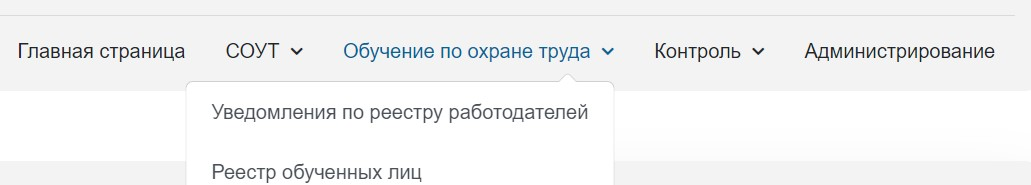 Главная страница СОУТ Обучение по охране труда Контроль Администрирование
Уведомления по реестру работодателей
Реестр обученных лиц